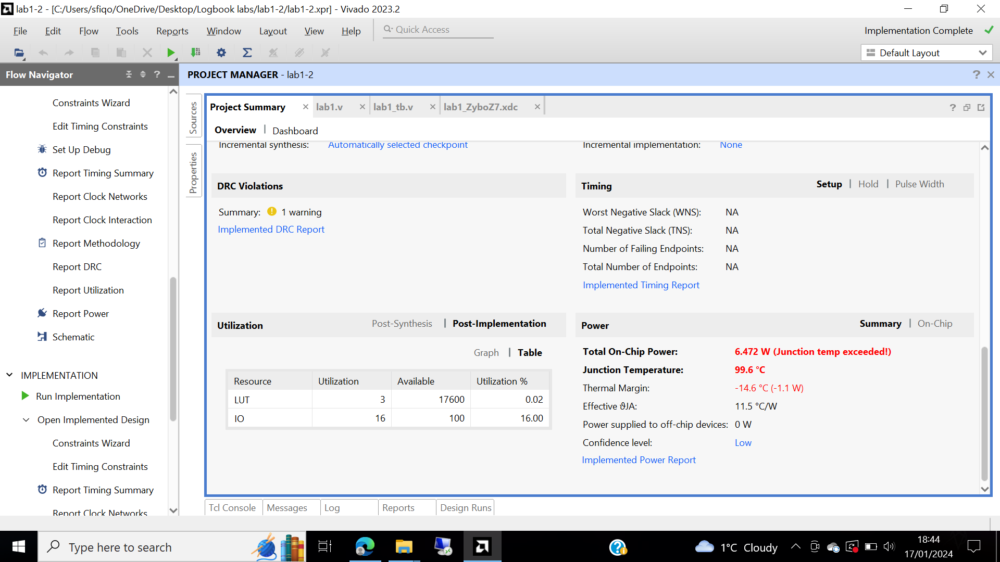 lab1-2 - [C:/Users/sfiqo/OneDrive/Desktop/Logbook labs/lab1-2/lab1-2.xpr] - Vivado 2023.2
File Edit Flow Tools Reports Window Layout View Help Quick Access
Implementation Complete
Default Layout
Flow Navigator
PROJECT MANAGER - lab1-2
Constraints Wizard
Edit Timing Constraints
Set Up Debug
Report Timing Summary
Report Clock Networks
Report Clock Interaction
Report Methodology
Report DRC
Report Utilization
Report Power
Schematic
IMPLEMENTATION
Run Implementation
Open Implemented Design
Constraints Wizard
Edit Timing Constraints
Report Timing Summary
Report Clock Networks
Sources
Properties
Project Summary lab1.v lab1_tb.v lab1_ZyboZ7.xdc
Overview | Dashboard
Incremental synthesis: Automatically selected checkpoint
Incremental implementation: None
DRC Violations
Summary: 1 warning
Implemented DRC Report
Timing Setup | Hold | Pulse Width
Worst Negative Slack (WNS): NA
Total Negative Slack (TNS): NA
Number of Failing Endpoints: NA
Total Number of Endpoints: NA
Implemented Timing Report
Utilization Post-Synthesis | Post-Implementation
Graph | Table
Resource Utilization Available Utilization %
LUT 3 17600 0.02
IO 16 100 16.00
Power Summary | On-Chip
Total On-Chip Power: 6.472 W (Junction temp exceeded!)
Junction Temperature: 99.6 °C
Thermal Margin: -14.6 °C (-1.1 W)
Effective ϑJA: 11.5 °C/W
Power supplied to off-chip devices: 0 W
Confidence level: Low
Implemented Power Report
Tcl Console Messages Log Reports Design Runs
Type here to search
1°C Cloudy
18:44
17/01/2024